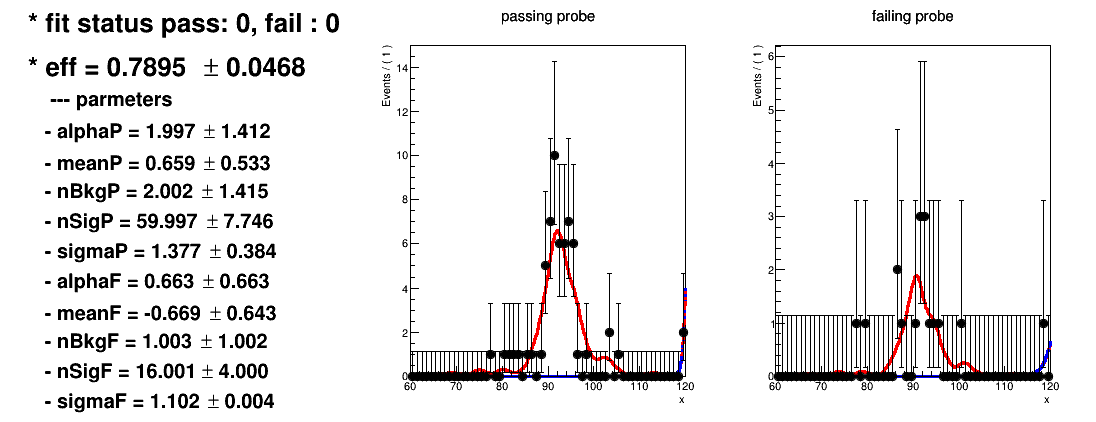 * fit status pass: 0, fail : 0
* eff = 0.7895 ± 0.0468
--- parmeters
- alphaP = 1.997 ± 1.412
- meanP = 0.659 ± 0.533
- nBkgP = 2.002 ± 1.415
- nSigP = 59.997 ± 7.746
- sigmaP = 1.377 ± 0.384
- alphaF = 0.663 ± 0.663
- meanF = -0.669 ± 0.643
- nBkgF = 1.003 ± 1.002
- nSigF = 16.001 ± 4.000
- sigmaF = 1.102 ± 0.004
passing probe
Events / ( 1 )
14
12
10
8
6
4
2
0
60 70 80 90 100 110 120
x
failing probe
Events / ( 1 )
6
5
4
3
2
1
0
60 70 80 90 100 110 120
x